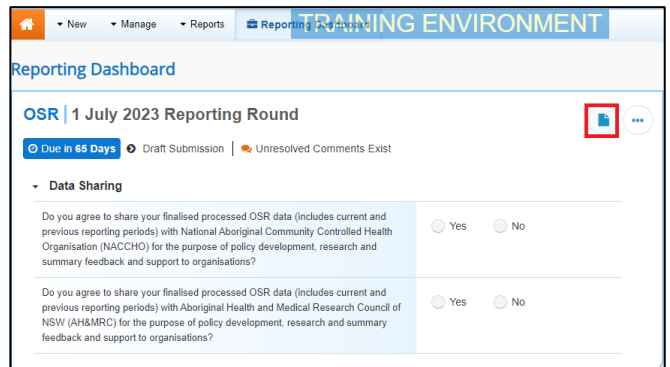 New Manage Reports Reporting Dashboard
TRAINING ENVIRONMENT
Reporting Dashboard
OSR | 1 July 2023 Reporting Round
Due in 65 Days Draft Submission | Unresolved Comments Exist
Data Sharing
Do you agree to share your finalised processed OSR data (includes current and
previous reporting periods) with National Aboriginal Community Controlled Health
Organisation (NACCHO) for the purpose of policy development, research and
summary feedback and support to organisations?
Yes No
Do you agree to share your finalised processed OSR data (includes current and
previous reporting periods) with Aboriginal Health and Medical Research Council of
NSW (AH&MRC) for the purpose of policy development, research and summary
feedback and support to organisations?
Yes No